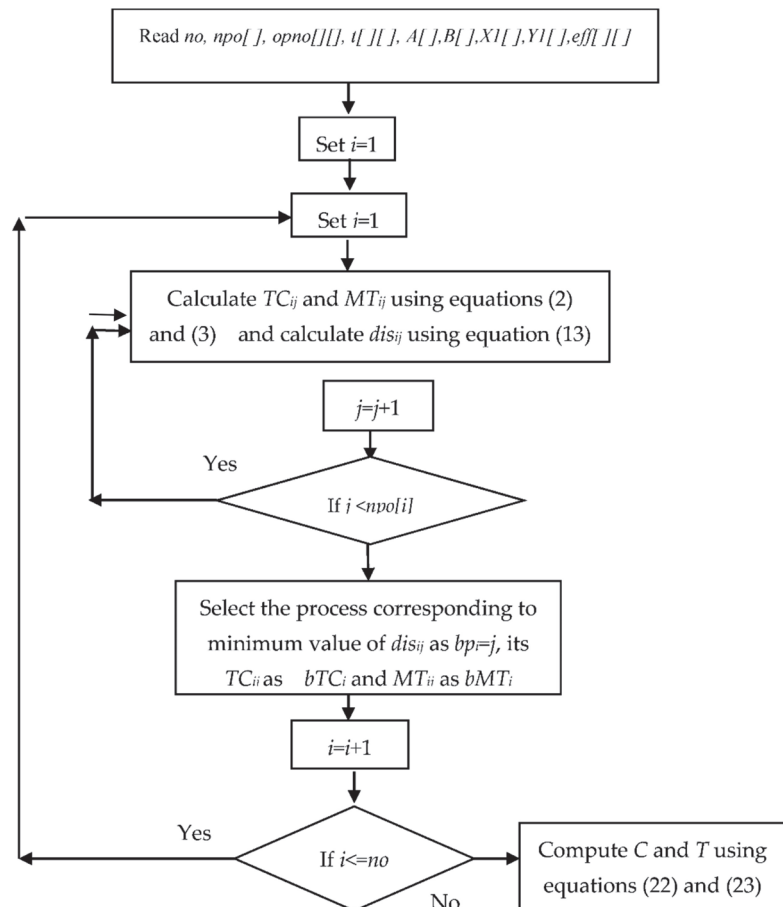 Read no, npo[ ], opno[][], t[ ][ ], A[ ],B[ ],X1[ ],Y1[ ],eff[ ][ ]
Set i=1
Set j=1
Calculate TCij and MTij using equations (2)
and (3) and calculate disij using equation (13)
j=j+1
Yes
If j <npo[i]
Select the process corresponding to
minimum value of disij as bpi=j, its
TCij as bTCi and MTij as bMTi
i=i+1
Yes
If i<=no
No
Compute C and T using
equations (22) and (23)